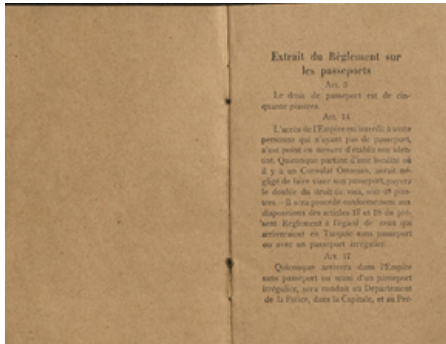 Extrait du Règlement sur
les passeports
Art. 3
Le droit de passeport est de cin-
quante piastres.
Art. 14
L'accès de l'Empire est interdit à toute
personne qui n'ayant pas de passeport,
n'est point en mesure d'établir son iden-
tité. Quiconque partant d'une localité où
il y a un Consulat Ottoman, aurait né-
gligé de faire viser son passeport, payera
le double du droit de visa, soit piast-
res. — Il sera procédé conformément aux
dispositions des articles 17 et 18 du pré-
sent Règlement à l'égard de ceux qui
arriveraient en Turquie sans passeport
ou avec un passeport irrégulier.
Art. 17
Quiconque arrivera dans l'Empire
sans passeport ou muni d'un passeport
irrégulier, sera conduit au Département
de la Police, dans la Capitale, et au Pré-